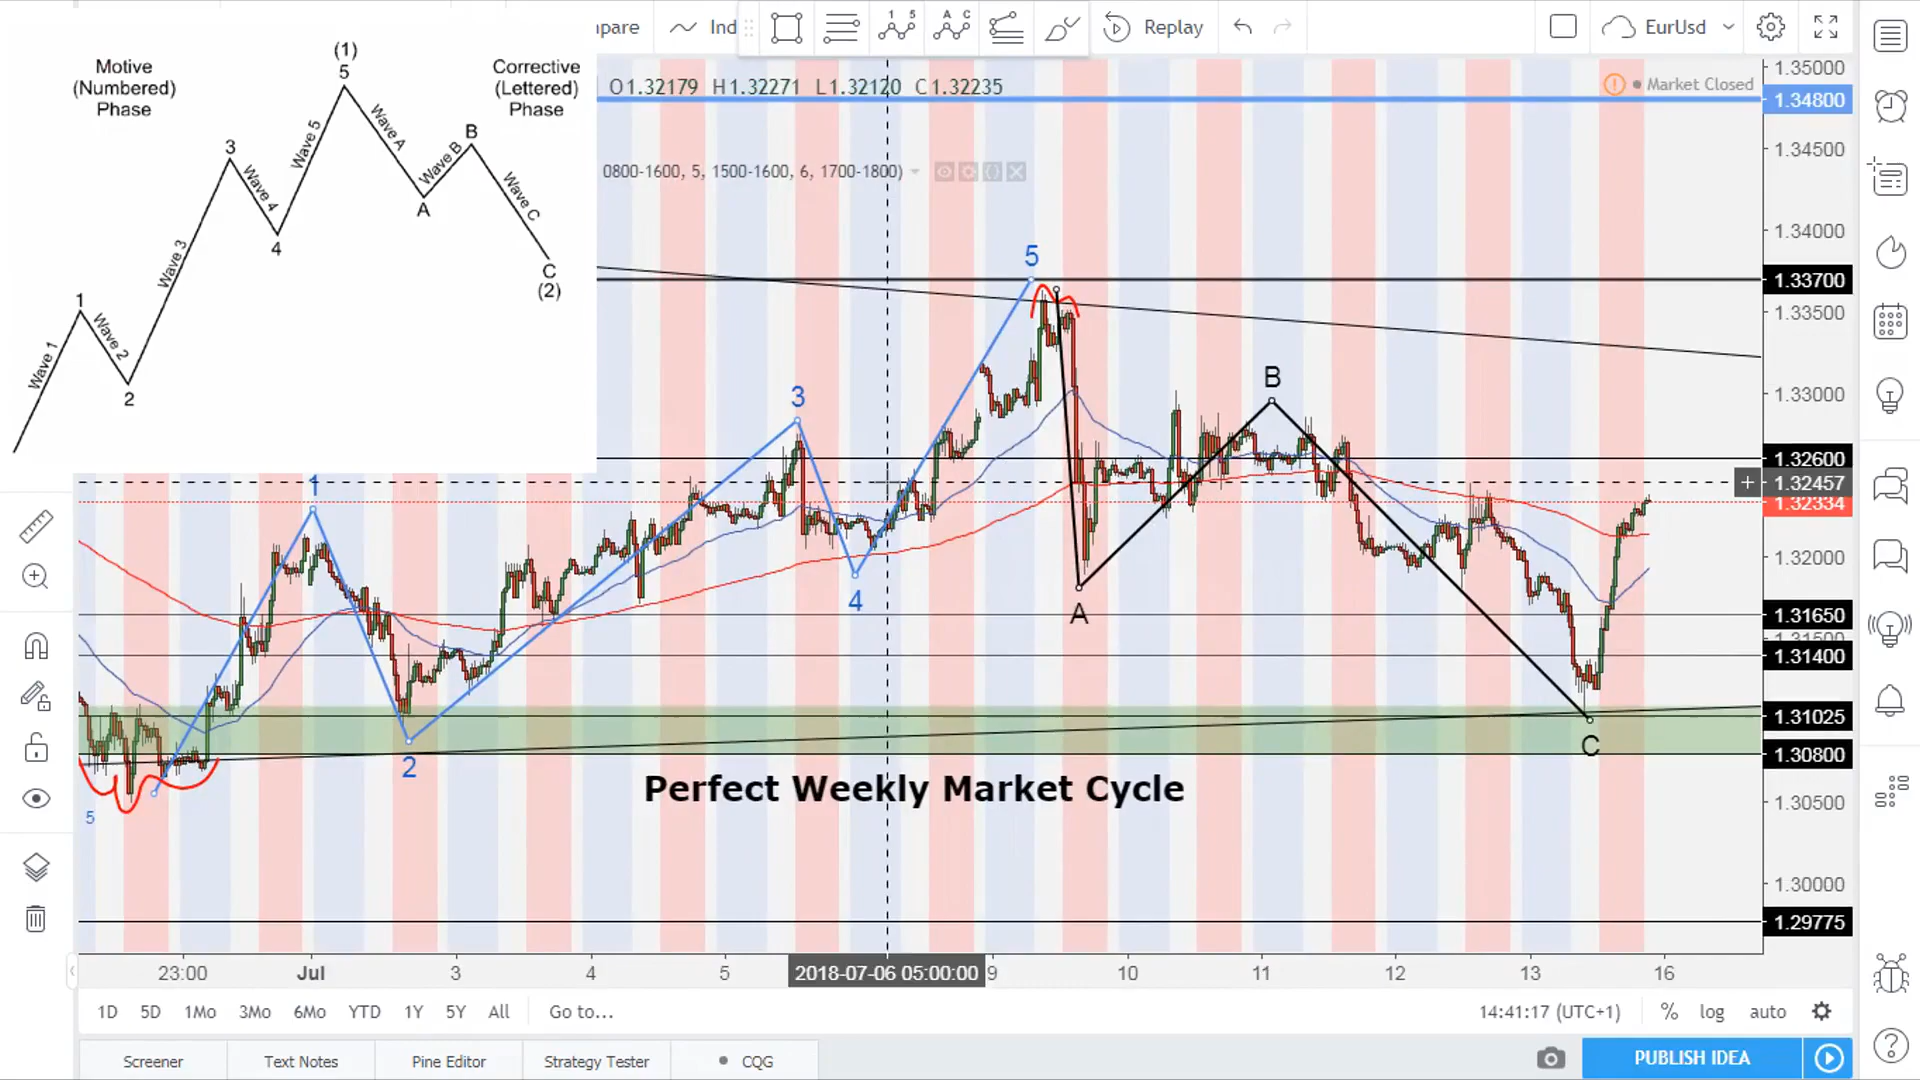 mpare
Ind
1 5
A C
Replay
EurUsd
Motive
(Numbered)
Phase
(1)
5
Corrective
(Lettered)
Phase
O1.32179 H1.32271 L1.32120 C1.32235
Market Closed
1.35000
1.34800
3
Wave 5
Wave A
B
Wave B
1.34500
0800-1600, 5, 1500-1600, 6, 1700-1800)
Wave 4
A
Wave C
4
Wave 3
C
(2)
1.34000
5
1.33700
1
Wave 2
Wave 1
2
1.33500
3
B
1.33000
1.32600
1
1.32457
1.32334
1.32000
4
A
1.31650
1.31500
1.31400
1.31025
2
C
1.30800
Perfect Weekly Market Cycle
5
1.30500
1.30000
1.29775
23:00 Jul 3 4 5 2018-07-06 05:00:00 9 10 11 12 13 16
1D 5D 1Mo 3Mo 6Mo YTD 1Y 5Y All Go to...
14:41:17 (UTC+1) % log auto
Screener Text Notes Pine Editor Strategy Tester CQG
PUBLISH IDEA